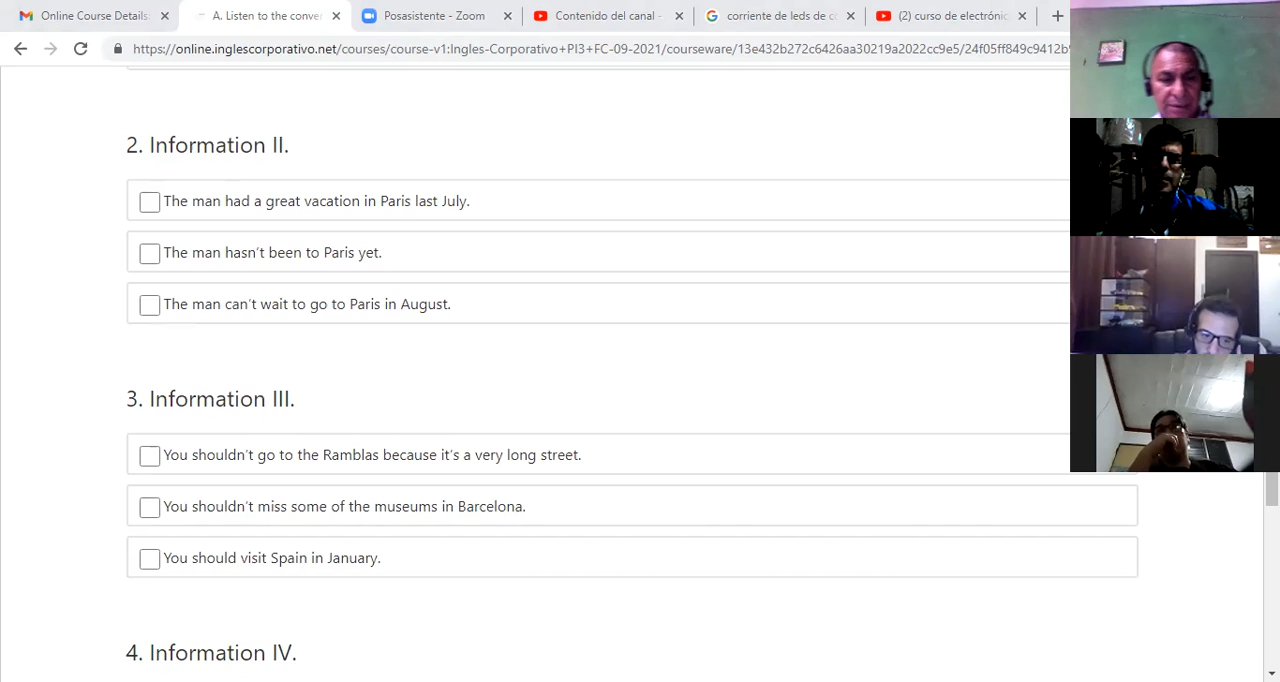 Online Course Details:
A. Listen to the conver
Posasistente - Zoom
Contenido del canal -
corriente de leds de c
(2) curso de electrónic
https://online.inglescorporativo.net/courses/course-v1:Ingles-Corporativo+PI3+FC-09-2021/courseware/13e432b272c6426aa30219a2022cc9e5/24f05ff849c9412b
2. Information II.
The man had a great vacation in Paris last July.
The man hasn't been to Paris yet.
The man can't wait to go to Paris in August.
3. Information III.
You shouldn't go to the Ramblas because it's a very long street.
You shouldn't miss some of the museums in Barcelona.
You should visit Spain in January.
4. Information IV.